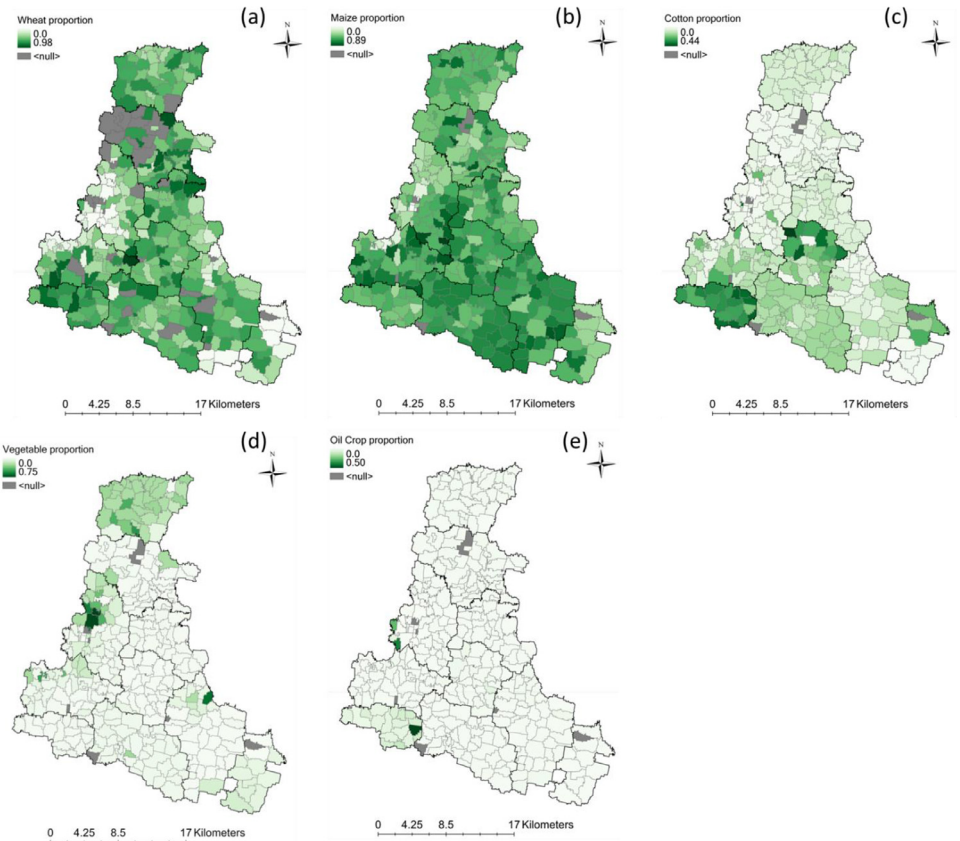 Wheat proportion
0.0
0.98
<null>
(a)
N
0 4.25 8.5 17 Kilometers
Maize proportion
0.0
0.89
<null>
(b)
N
0 4.25 8.5 17 Kilometers
Cotton proportion
0.0
0.44
<null>
(c)
N
0 4.25 8.5 17 Kilometers
Vegetable proportion
0.0
0.75
<null>
(d)
N
0 4.25 8.5 17 Kilometers
Oil Crop proportion
0.0
0.50
<null>
(e)
N
0 4.25 8.5 17 Kilometers